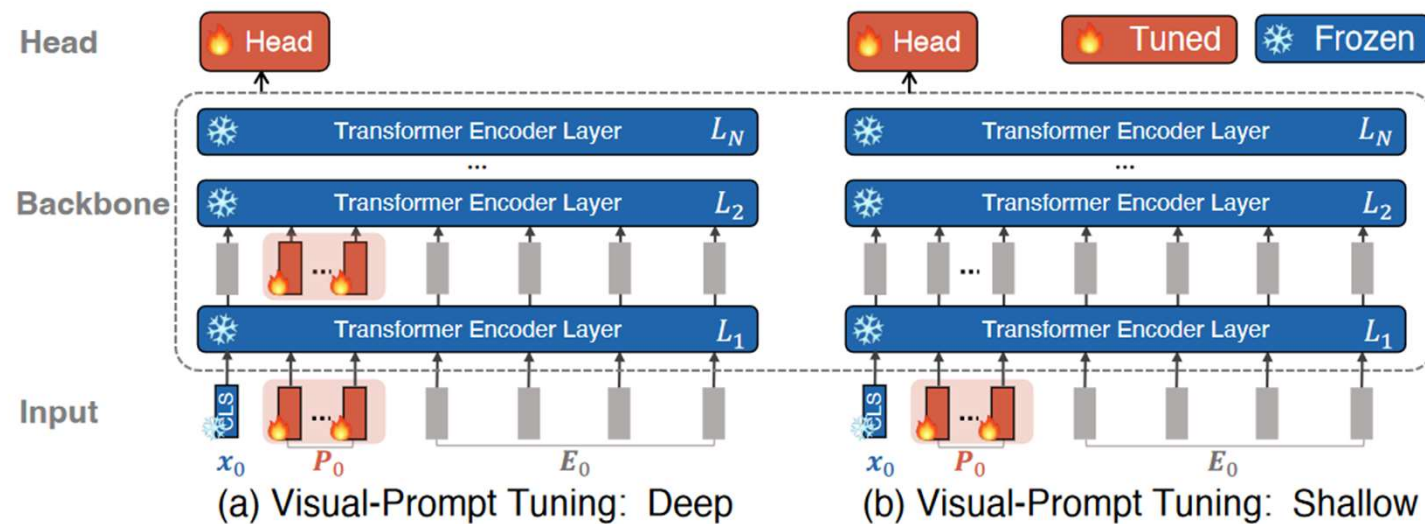 Head
Head
Head
Tuned
Frozen
Backbone
Transformer Encoder Layer L_N
...
Transformer Encoder Layer L_2
...
Transformer Encoder Layer L_1
Transformer Encoder Layer L_N
...
Transformer Encoder Layer L_2
...
Transformer Encoder Layer L_1
Input
CLS
...
x_0 P_0 E_0
CLS
...
x_0 P_0 E_0
(a) Visual-Prompt Tuning: Deep
(b) Visual-Prompt Tuning: Shallow